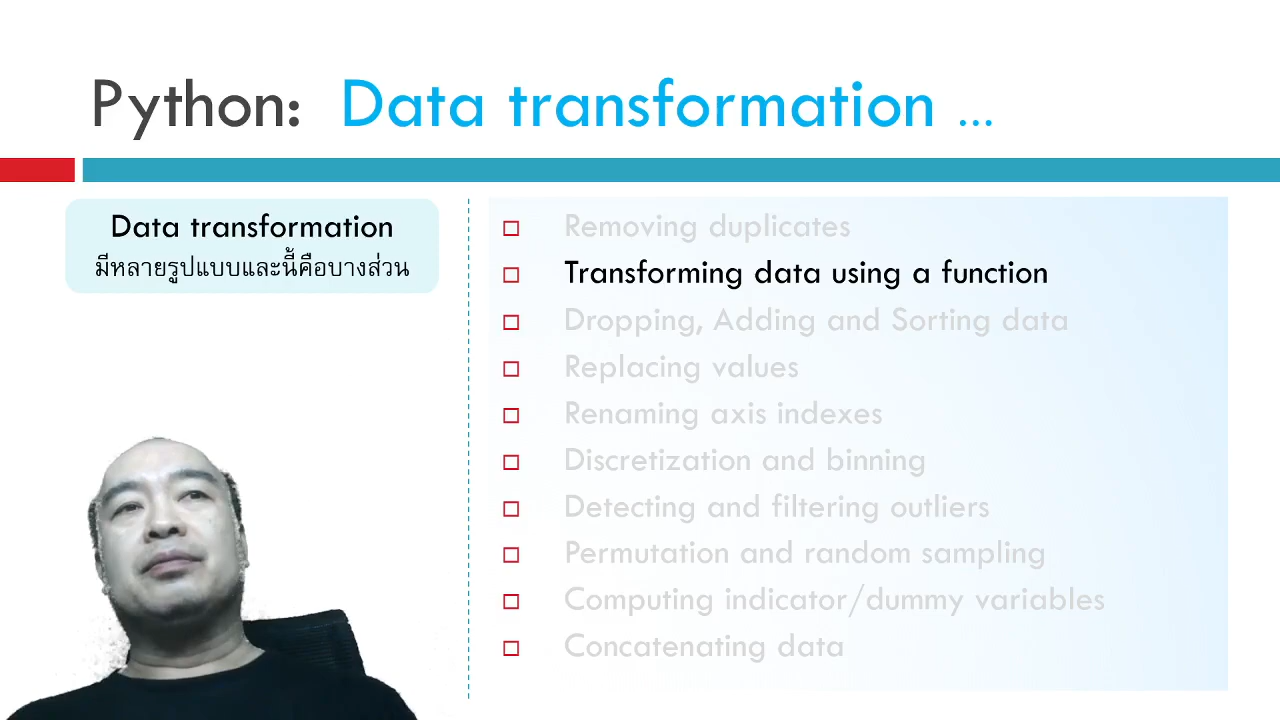 Python: Data transformation ...
Data transformation
มีหลายรูปแบบและนี้คือบางส่วน
Removing duplicates
Transforming data using a function
Dropping, Adding and Sorting data
Replacing values
Renaming axis indexes
Discretization and binning
Detecting and filtering outliers
Permutation and random sampling
Computing indicator/dummy variables
Concatenating data